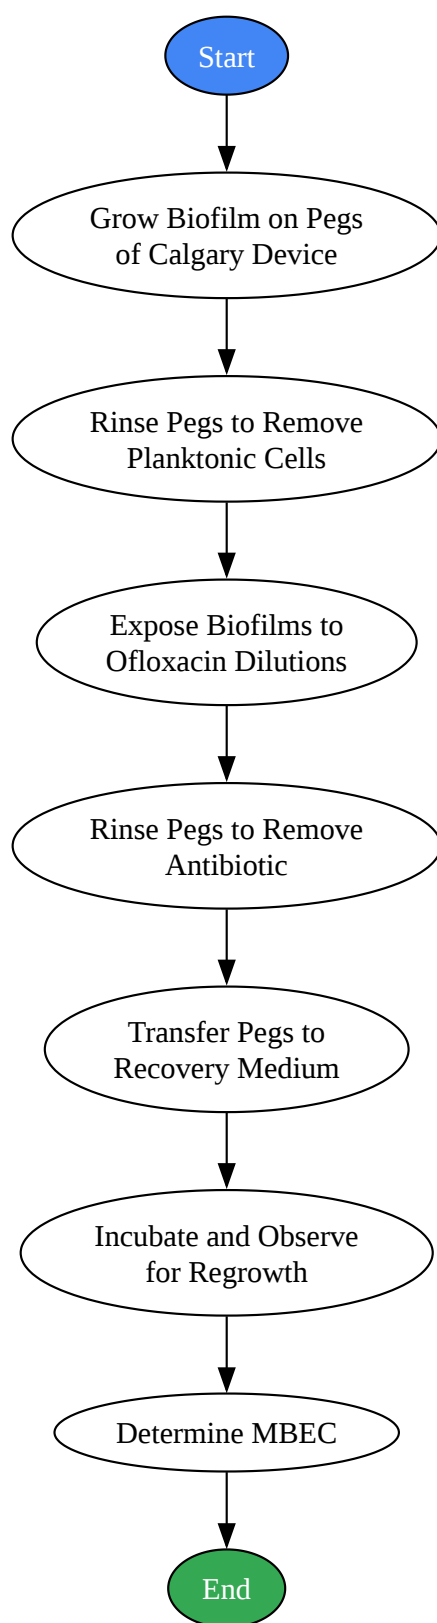 Start
Grow Biofilm on Pegs
of Calgary Device
Rinse Pegs to Remove
Planktonic Cells
Expose Biofilms to
Ofloxacin Dilutions
Rinse Pegs to Remove
Antibiotic
Transfer Pegs to
Recovery Medium
Incubate and Observe
for Regrowth
Determine MBEC
End